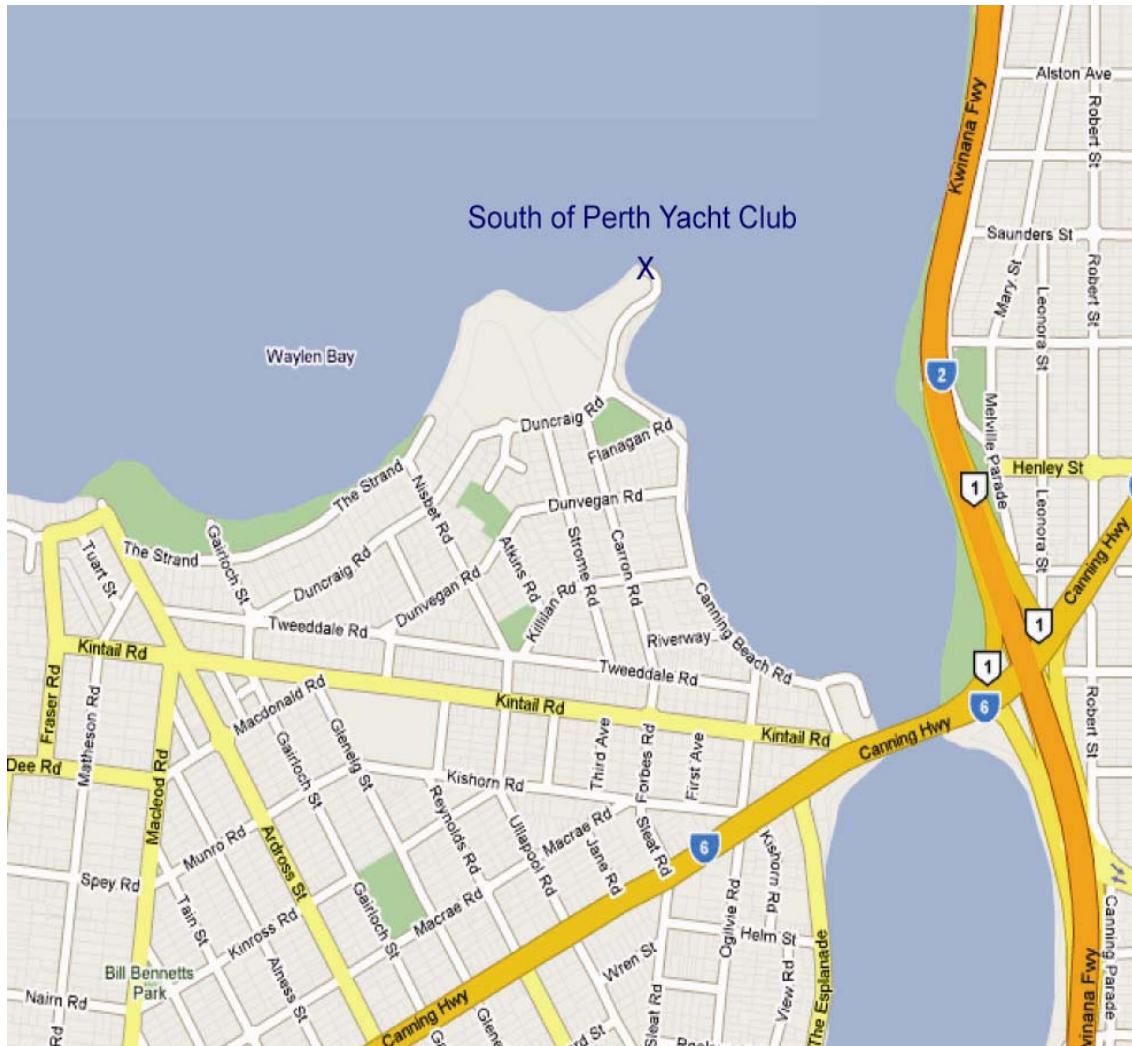 Alston Ave
Kwinana Fwy
Robert St
South of Perth Yacht Club
X
Saunders St
Mary St
Leonora St
Robert St
Waylen Bay
2
Duncraig Rd
Flanagan Rd
Melville Parade
Henley St
The Strand
Nisbet Rd
1
Dunvegan Rd
Leonora St
Gairloch St
The Strand
Tuart St
Duncraig Rd
Atkins Rd
Strome Rd
Carron Rd
Canning Hwy
Dunvegan Rd
Killilan Rd
Canning Beach Rd
Tweeddale Rd
Riverway
1
Kintail Rd
Tweeddale Rd
1
Fraser Rd
Matheson Rd
Macdonald Rd
Kintail Rd
6
Robert St
Kintail Rd
Canning Hwy
Dee Rd
Macleod Rd
Gairloch St
Glenelg St
Kishorn Rd
Third Ave
Forbes Rd
First Ave
Reynolds Rd
Ullapool Rd
Macrae Rd
Munro Rd
Ardross St
Jane Rd
Sleat Rd
6
Kishorn Rd
Spey Rd
Gairloch St
Macrae Rd
Ogilvie Rd
Tain St
Kinross Rd
Helm St
Canning Parade
Wren St
Bill Bennetts
Park
Alness St
View Rd
The Esplanade
Nairn Rd
Canning Hwy
Sleat Rd
winana Fwy